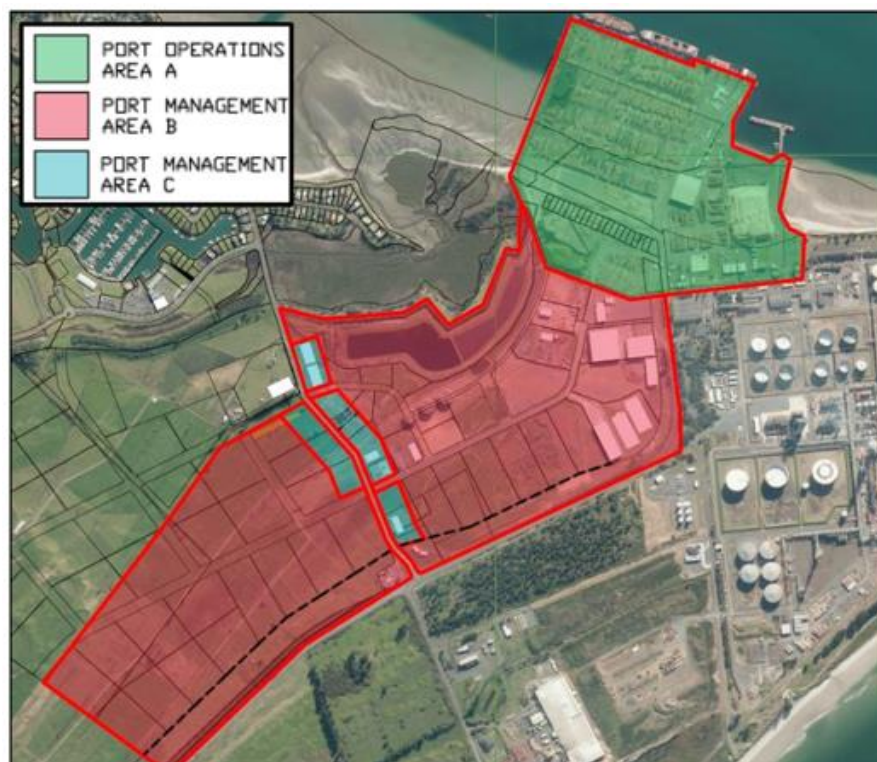 PORT OPERATIONS
AREA A
PORT MANAGEMENT
AREA B
PORT MANAGEMENT
AREA C